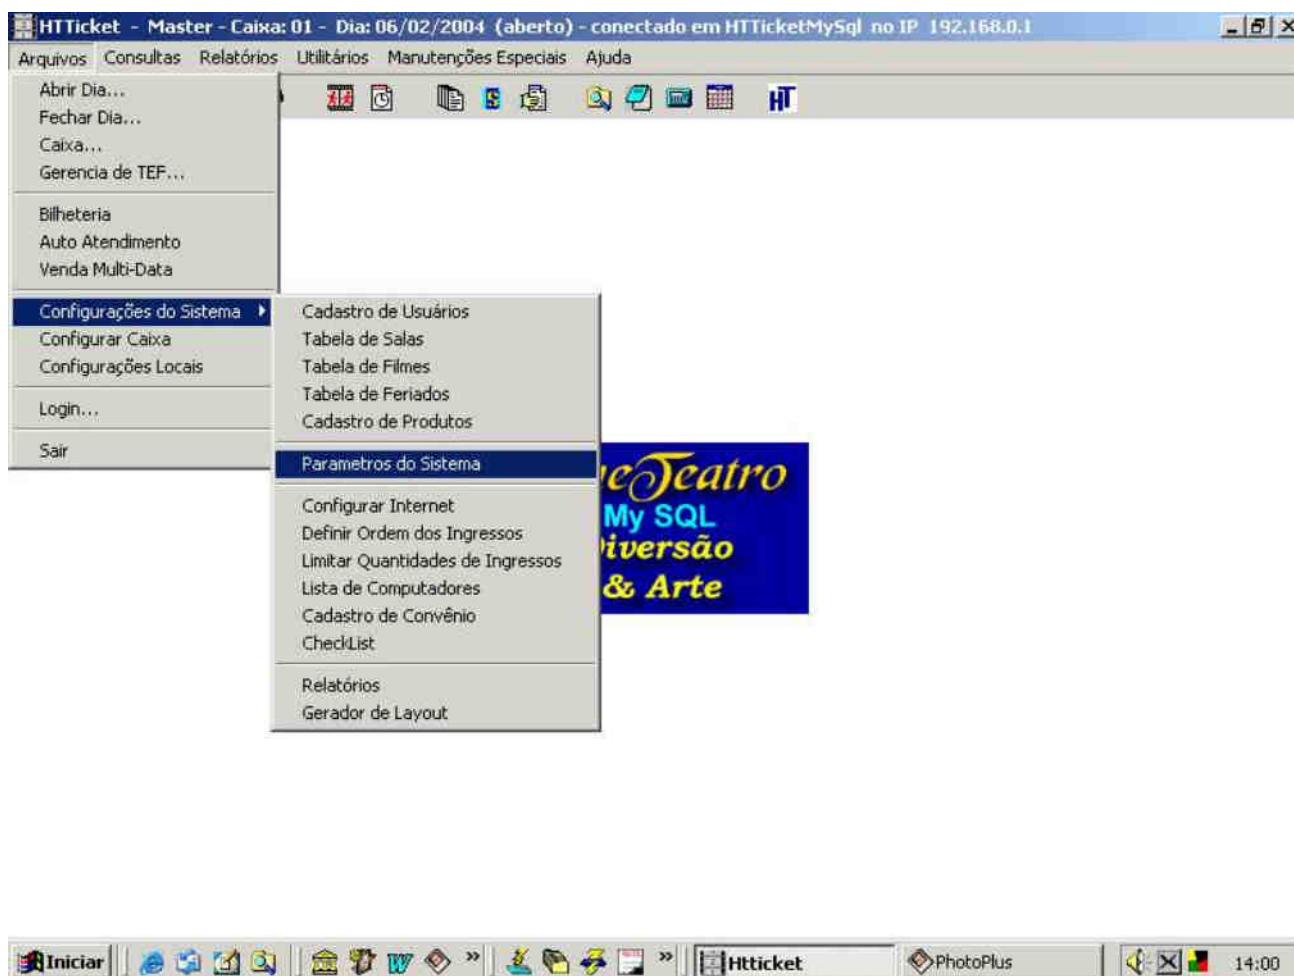 HTTicket - Master - Caixa: 01 - Dia: 06/02/2004 (aberto) - conectado em HTTicketMySql no IP 192.168.0.1
Arquivos Consultas Relatórios Utilitários Manutenções Especiais Ajuda
HT
Abrir Dia...
Fechar Dia...
Caixa...
Gerencia de TEF...
Bilheteria
Auto Atendimento
Venda Multi-Data
Configurações do Sistema
Configurar Caixa
Configurações Locais
Login...
Sair
Cadastro de Usuários
Tabela de Salas
Tabela de Filmes
Tabela de Feriados
Cadastro de Produtos
Parametros do Sistema
Configurar Internet
Definir Ordem dos Ingressos
Limitar Quantidades de Ingressos
Lista de Computadores
Cadastro de Convênio
CheckList
Relatórios
Gerador de Layout
eTeatro
My SQL
iversão
& Arte
Iniciar » » Htticket PhotoPlus 14:00